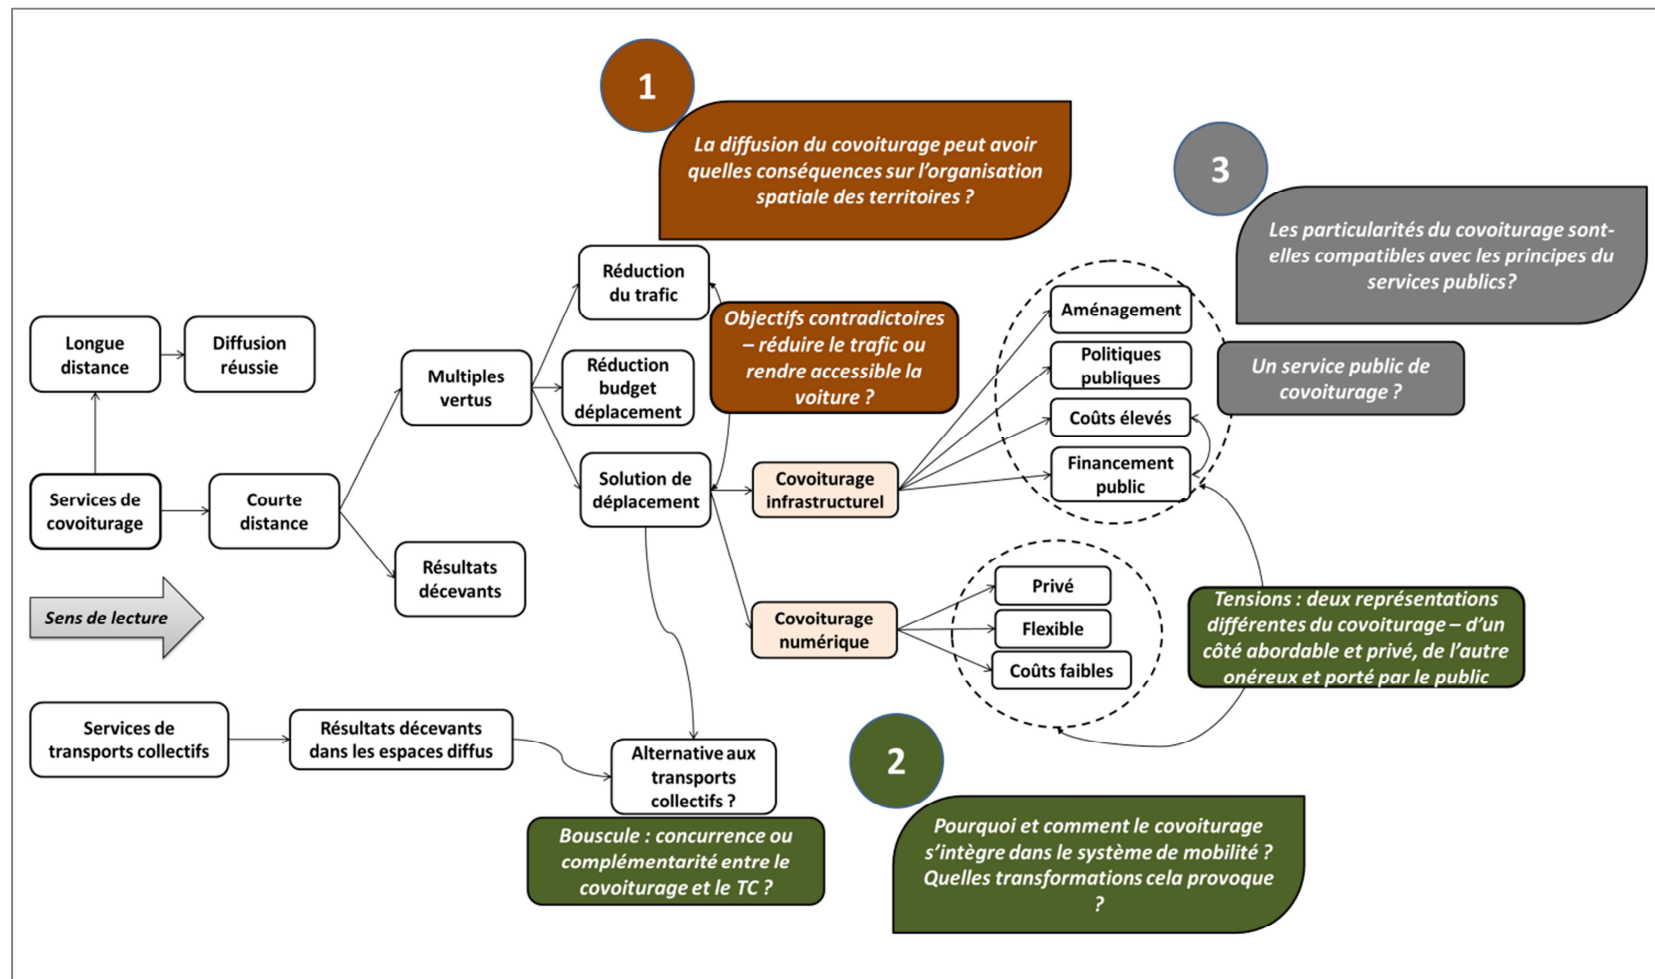 1
La diffusion du covoiturage peut avoir
quelles conséquences sur l'organisation
spatiale des territoires ?
3
Les particularités du covoiturage sont-
elles compatibles avec les principes du
services publics?
Réduction
du trafic
Objectifs contradictoires
– réduire le trafic ou
rendre accessible la
voiture ?
Aménagement
Longue
distance
Diffusion
réussie
Multiples
vertus
Réduction
budget
déplacement
Politiques
publiques
Un service public de
covoiturage ?
Coûts élevés
Financement
public
Services de
covoiturage
Courte
distance
Solution de
déplacement
Covoiturage
infrastructurel
Résultats
décevants
Sens de lecture
Covoiturage
numérique
Privé
Flexible
Coûts faibles
Tensions : deux représentations
différentes du covoiturage – d'un
côté abordable et privé, de l'autre
onéreux et porté par le public
Services de
transports collectifs
Résultats décevants
dans les espaces diffus
Alternative aux
transports
collectifs ?
Bouscule : concurrence ou
complémentarité entre le
covoiturage et le TC ?
2
Pourquoi et comment le covoiturage
s'intègre dans le système de mobilité ?
Quelles transformations cela provoque
?